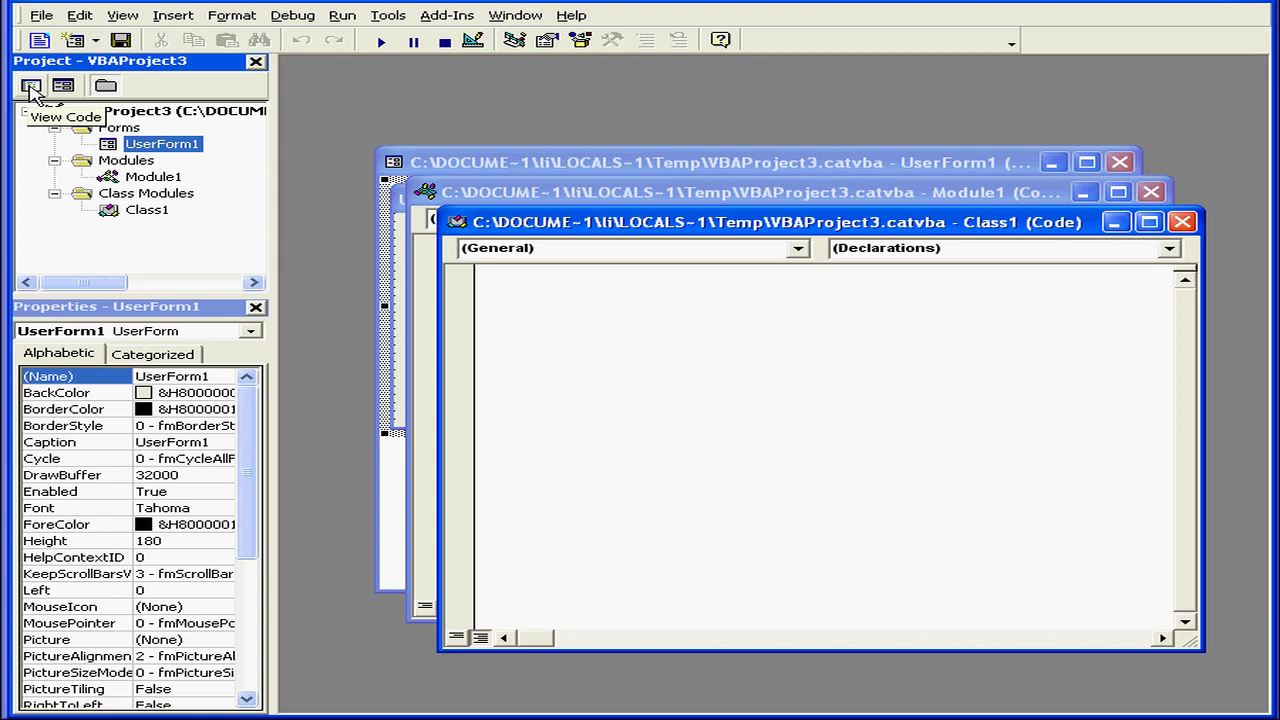 File Edit View Insert Format Debug Run Tools Add-Ins Window Help
Project - VBAProject3
Project3 (C:\DOCUM
View Code
Forms
UserForm1
Modules
Module1
Class Modules
Class1
C:\DOCUME~1\li\LOCALS~1\Temp\VBAProject3.catvba - UserForm1 (...
C:\DOCUME~1\li\LOCALS~1\Temp\VBAProject3.catvba - Module1 (Co...
C:\DOCUME~1\li\LOCALS~1\Temp\VBAProject3.catvba - Class1 (Code)
(General) (Declarations)
Properties - UserForm1
UserForm1 UserForm
Alphabetic Categorized
(Name) UserForm1
BackColor &H8000000
BorderColor &H8000001
BorderStyle 0 - fmBorderSt
Caption UserForm1
Cycle 0 - fmCycleAllF
DrawBuffer 32000
Enabled True
Font Tahoma
ForeColor &H8000001
Height 180
HelpContextID 0
KeepScrollBarsV 3 - fmScrollBar
Left 0
MouseIcon (None)
MousePointer 0 - fmMousePo
Picture (None)
PictureAlignmen 2 - fmPictureAl
PictureSizeMode 0 - fmPictureSi
PictureTiling False
RightToLeft False